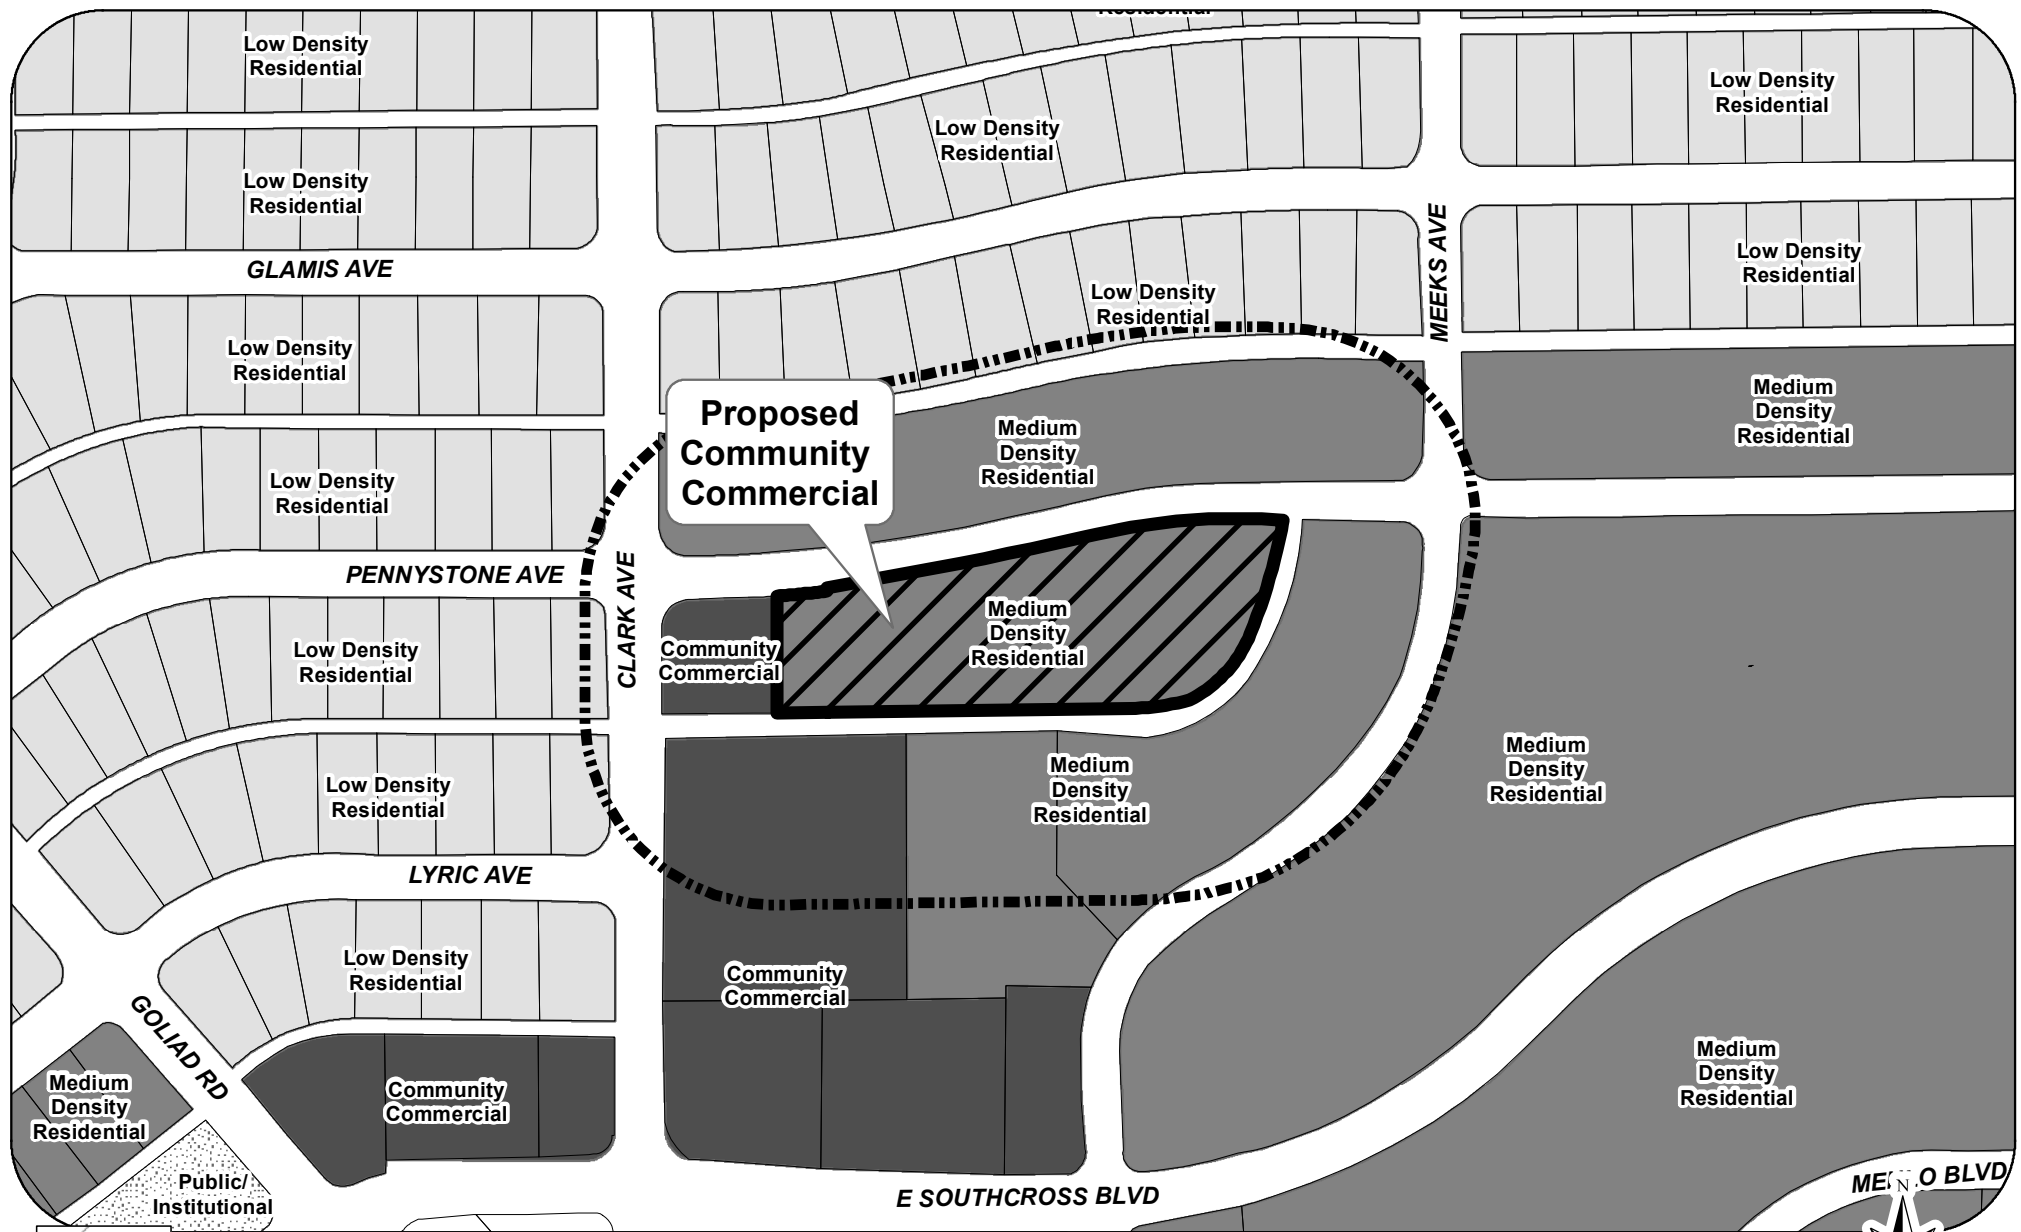 Residential
Low Density
Residential
Low Density
Residential
Low Density
Residential
Low Density
Residential
GLAMIS AVE
MEEKS AVE
Low Density
Residential
Low Density
Residential
Low Density
Residential
Medium
Density
Residential
Proposed
Community
Commercial
Medium
Density
Residential
Low Density
Residential
PENNYSTONE AVE
CLARK AVE
Medium
Density
Residential
Low Density
Residential
Community
Commercial
Medium
Density
Residential
Medium
Density
Residential
Low Density
Residential
LYRIC AVE
Low Density
Residential
Community
Commercial
GOLIAD RD
Medium
Density
Residential
Community
Commercial
Medium
Density
Residential
Public/
Institutional
E SOUTHCROSS BLVD
BLVD
N